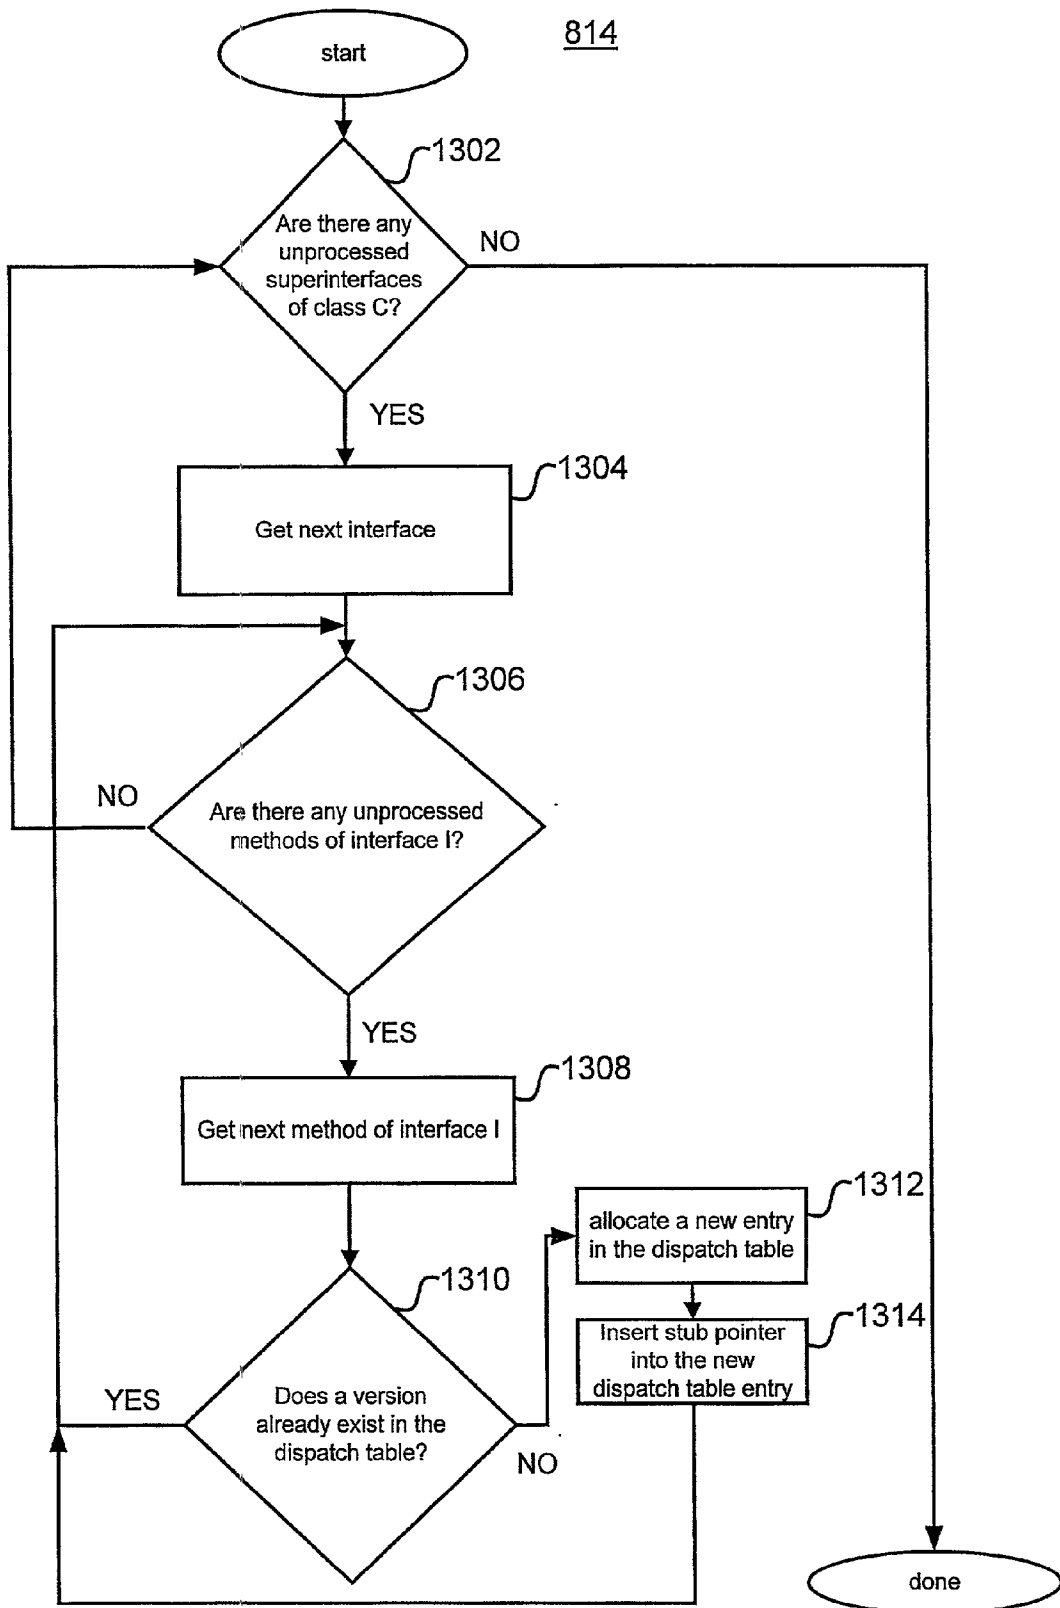 start
814
1302
Are there any
unprocessed
superinterfaces
of class C?
NO
YES
1304
Get next interface
1306
Are there any unprocessed
methods of interface I?
NO
YES
1308
Get next method of interface I
1312
allocate a new entry
in the dispatch table
1310
1314
Insert stub pointer
into the new
dispatch table entry
Does a version
already exist in the
dispatch table?
YES
NO
done